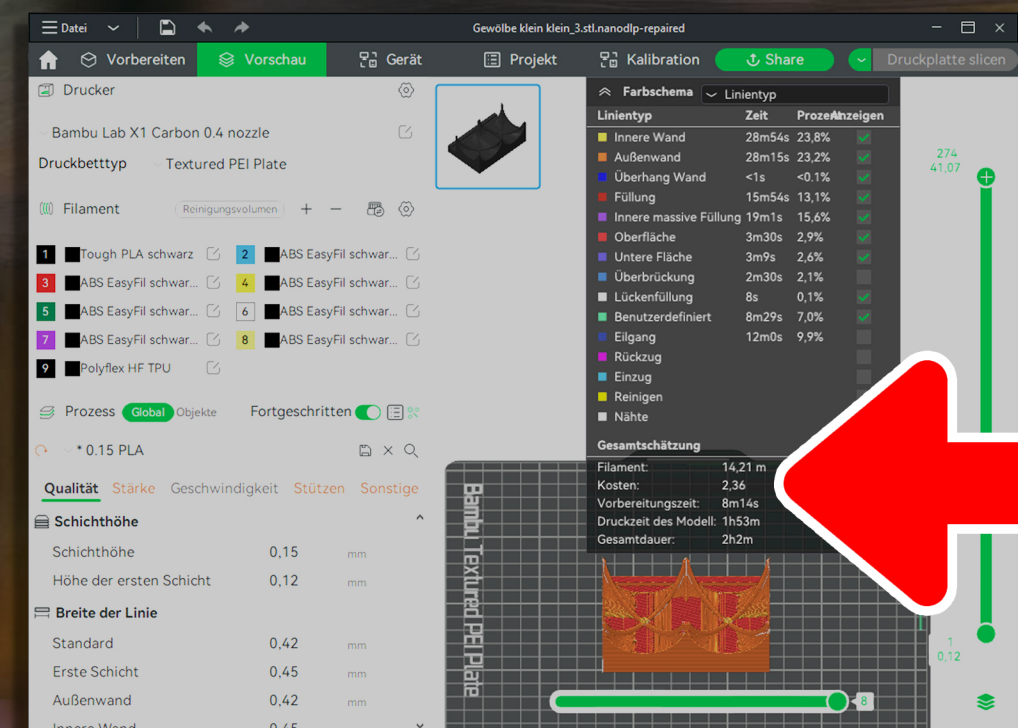 Datei
Gewölbe klein klein_3.stl.nanodlp-repaired
Vorbereiten Vorschau Gerät Projekt Kalibration Share Druckplatte slicen
Drucker
Bambu Lab X1 Carbon 0.4 nozzle
Druckbetttyp Textured PEI Plate
Filament Reinigungsvolumen
1 Tough PLA schwarz 2 ABS EasyFil schwar...
3 ABS EasyFil schwar... 4 ABS EasyFil schwar...
5 ABS EasyFil schwar... 6 ABS EasyFil schwar...
7 ABS EasyFil schwar... 8 ABS EasyFil schwar...
9 Polyflex HF TPU
Prozess Global Objekte Fortgeschritten
* 0.15 PLA
Qualität Stärke Geschwindigkeit Stützen Sonstige
Schichthöhe
Schichthöhe 0,15 mm
Höhe der ersten Schicht 0,12 mm
Breite der Linie
Standard 0,42 mm
Erste Schicht 0,45 mm
Außenwand 0,42 mm
Innere Wand 0,45 mm
Farbschema Linientyp
Linientyp Zeit Prozent Anzeigen
Innere Wand 28m54s 23,8%
Außenwand 28m15s 23,2%
Überhang Wand <1s <0.1%
Füllung 15m54s 13,1%
Innere massive Füllung 19m1s 15,6%
Oberfläche 3m30s 2,9%
Untere Fläche 3m9s 2,6%
Überbrückung 2m30s 2,1%
Lückenfüllung 8s 0,1%
Benutzerdefiniert 8m29s 7,0%
Eilgang 12m0s 9,9%
Rückzug
Einzug
Reinigen
Nähte
Gesamtschätzung
Filament: 14,21 m
Kosten: 2,36
Vorbereitungszeit: 8m14s
Druckzeit des Modell: 1h53m
Gesamtdauer: 2h2m
274
41,07
Bambu Textured PEI Plate
1
0,12
8